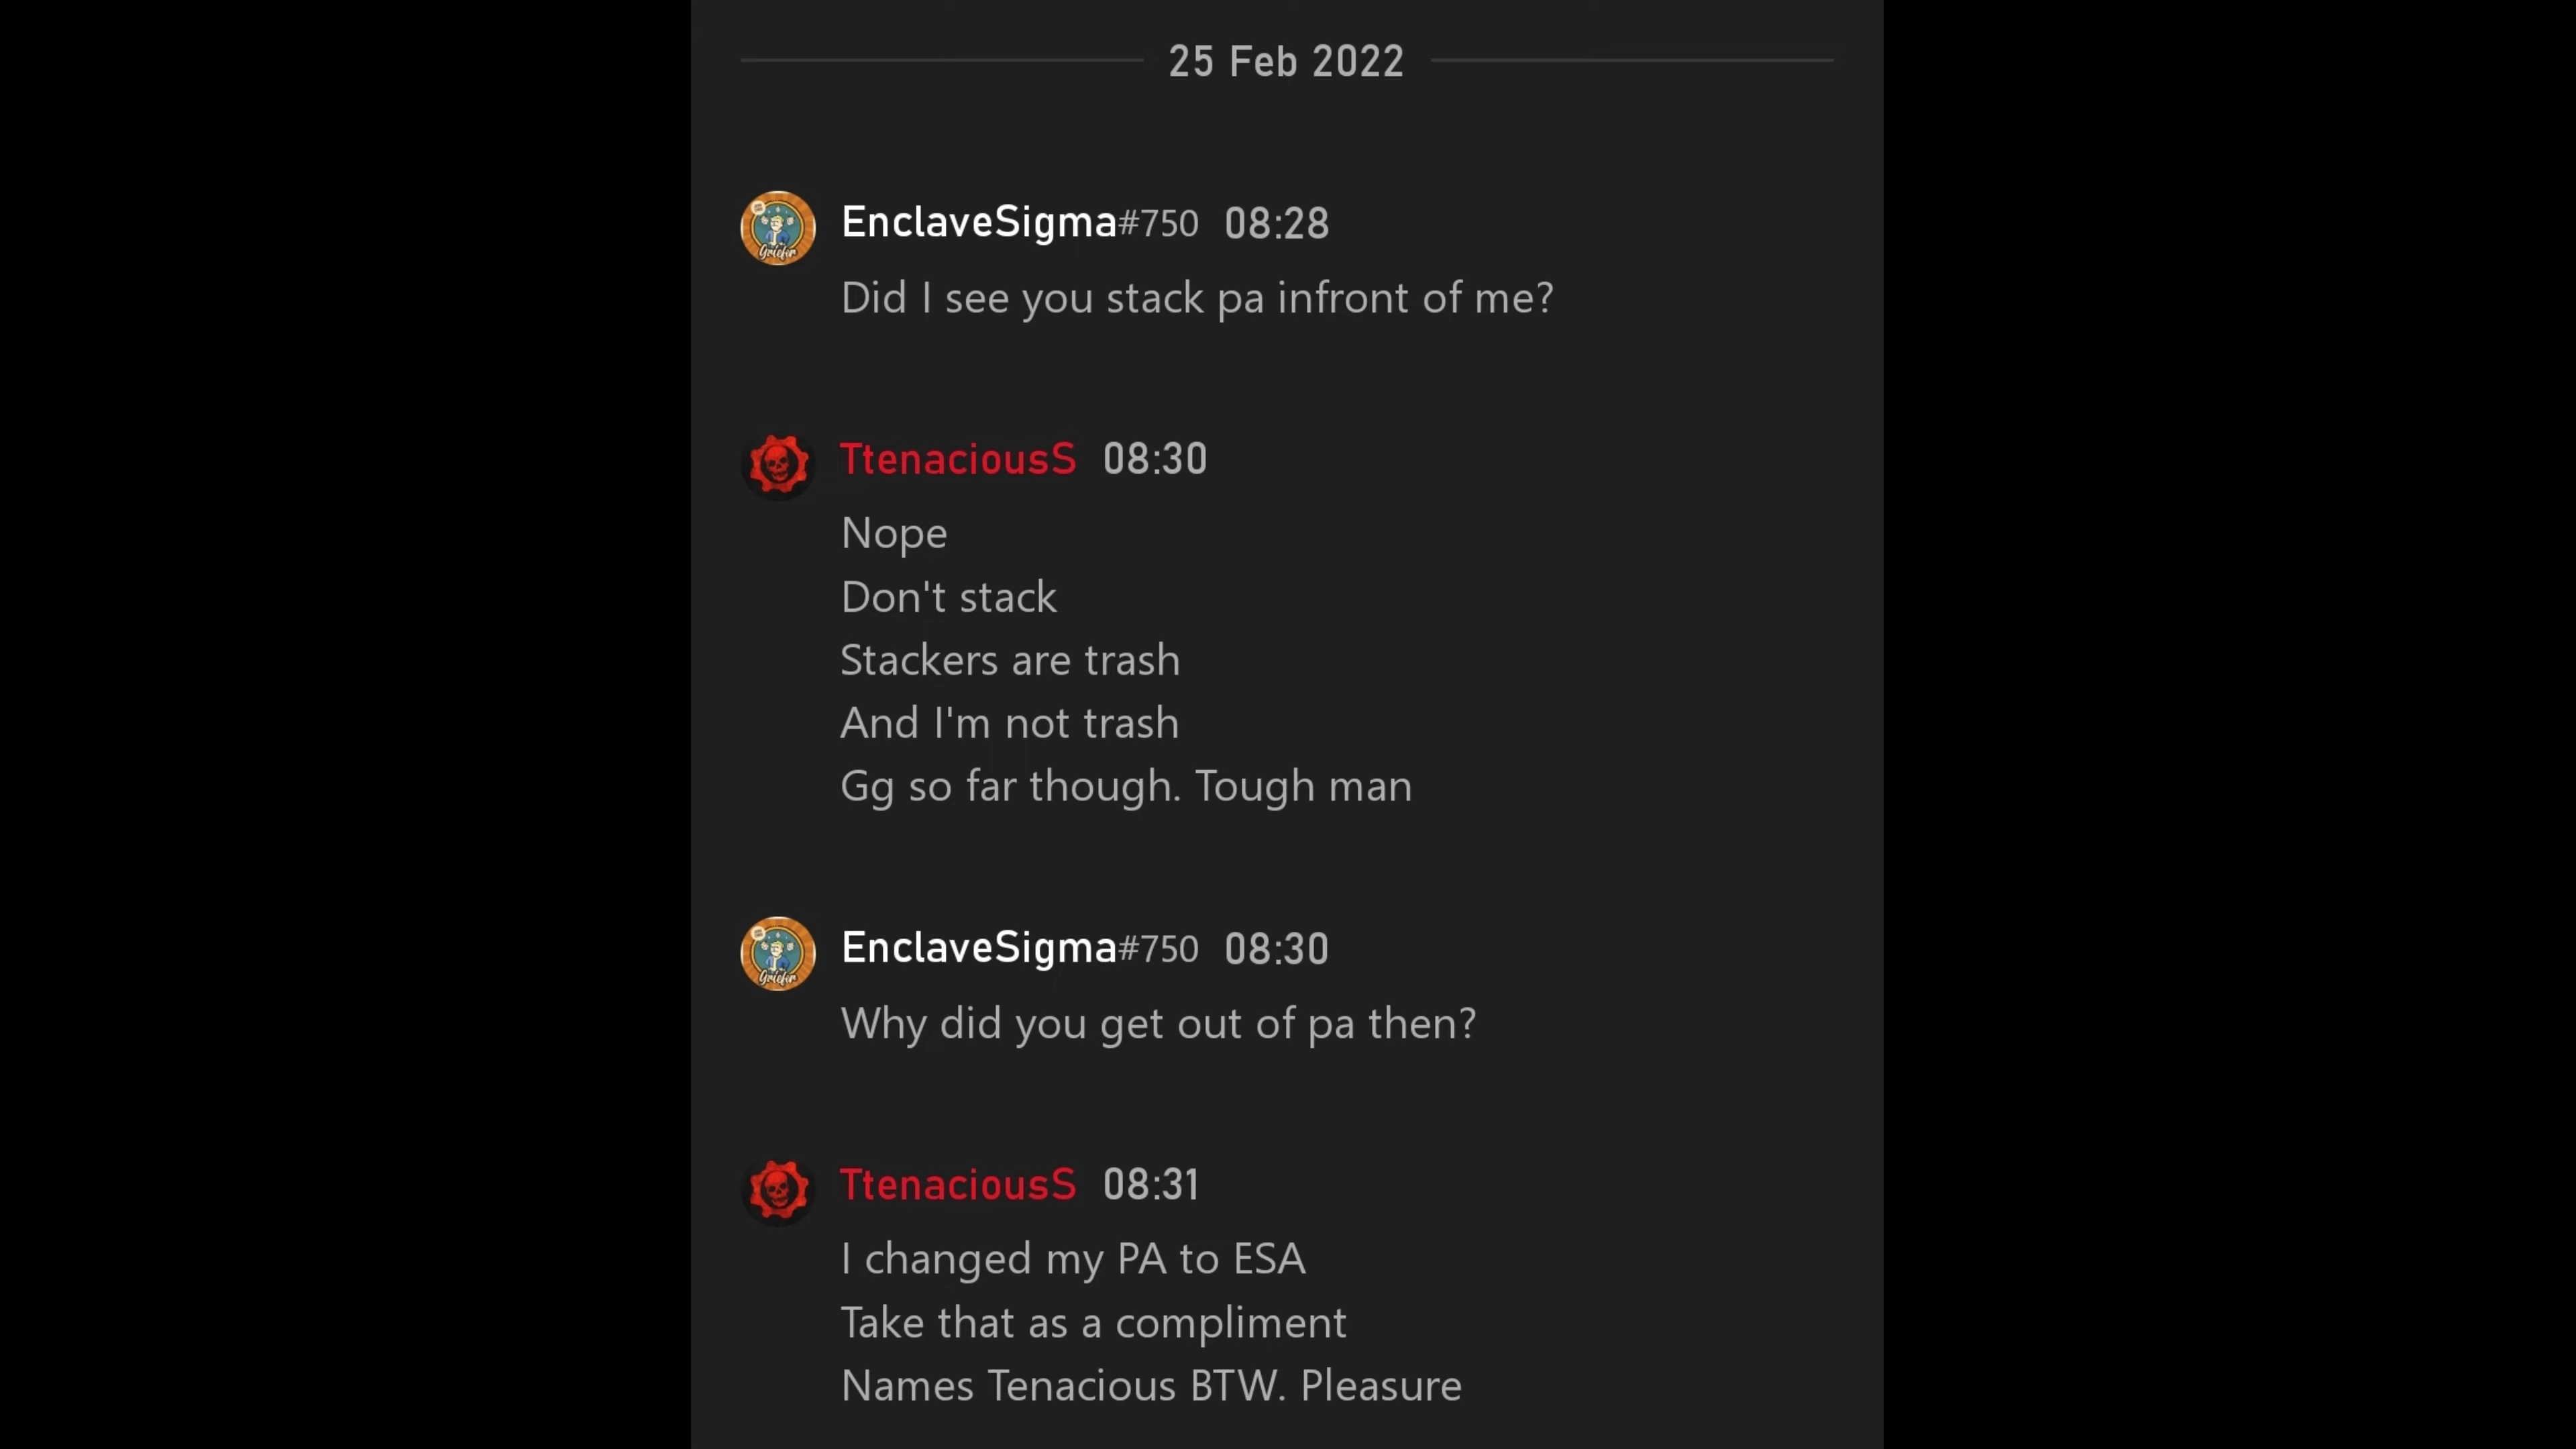 25 Feb 2022
EnclaveSigma#750 08:28
Did I see you stack pa infront of me?
TtenaciousS 08:30
Nope
Don't stack
Stackers are trash
And I'm not trash
Gg so far though. Tough man
EnclaveSigma#750 08:30
Why did you get out of pa then?
TtenaciousS 08:31
I changed my PA to ESA
Take that as a compliment
Names Tenacious BTW. Pleasure